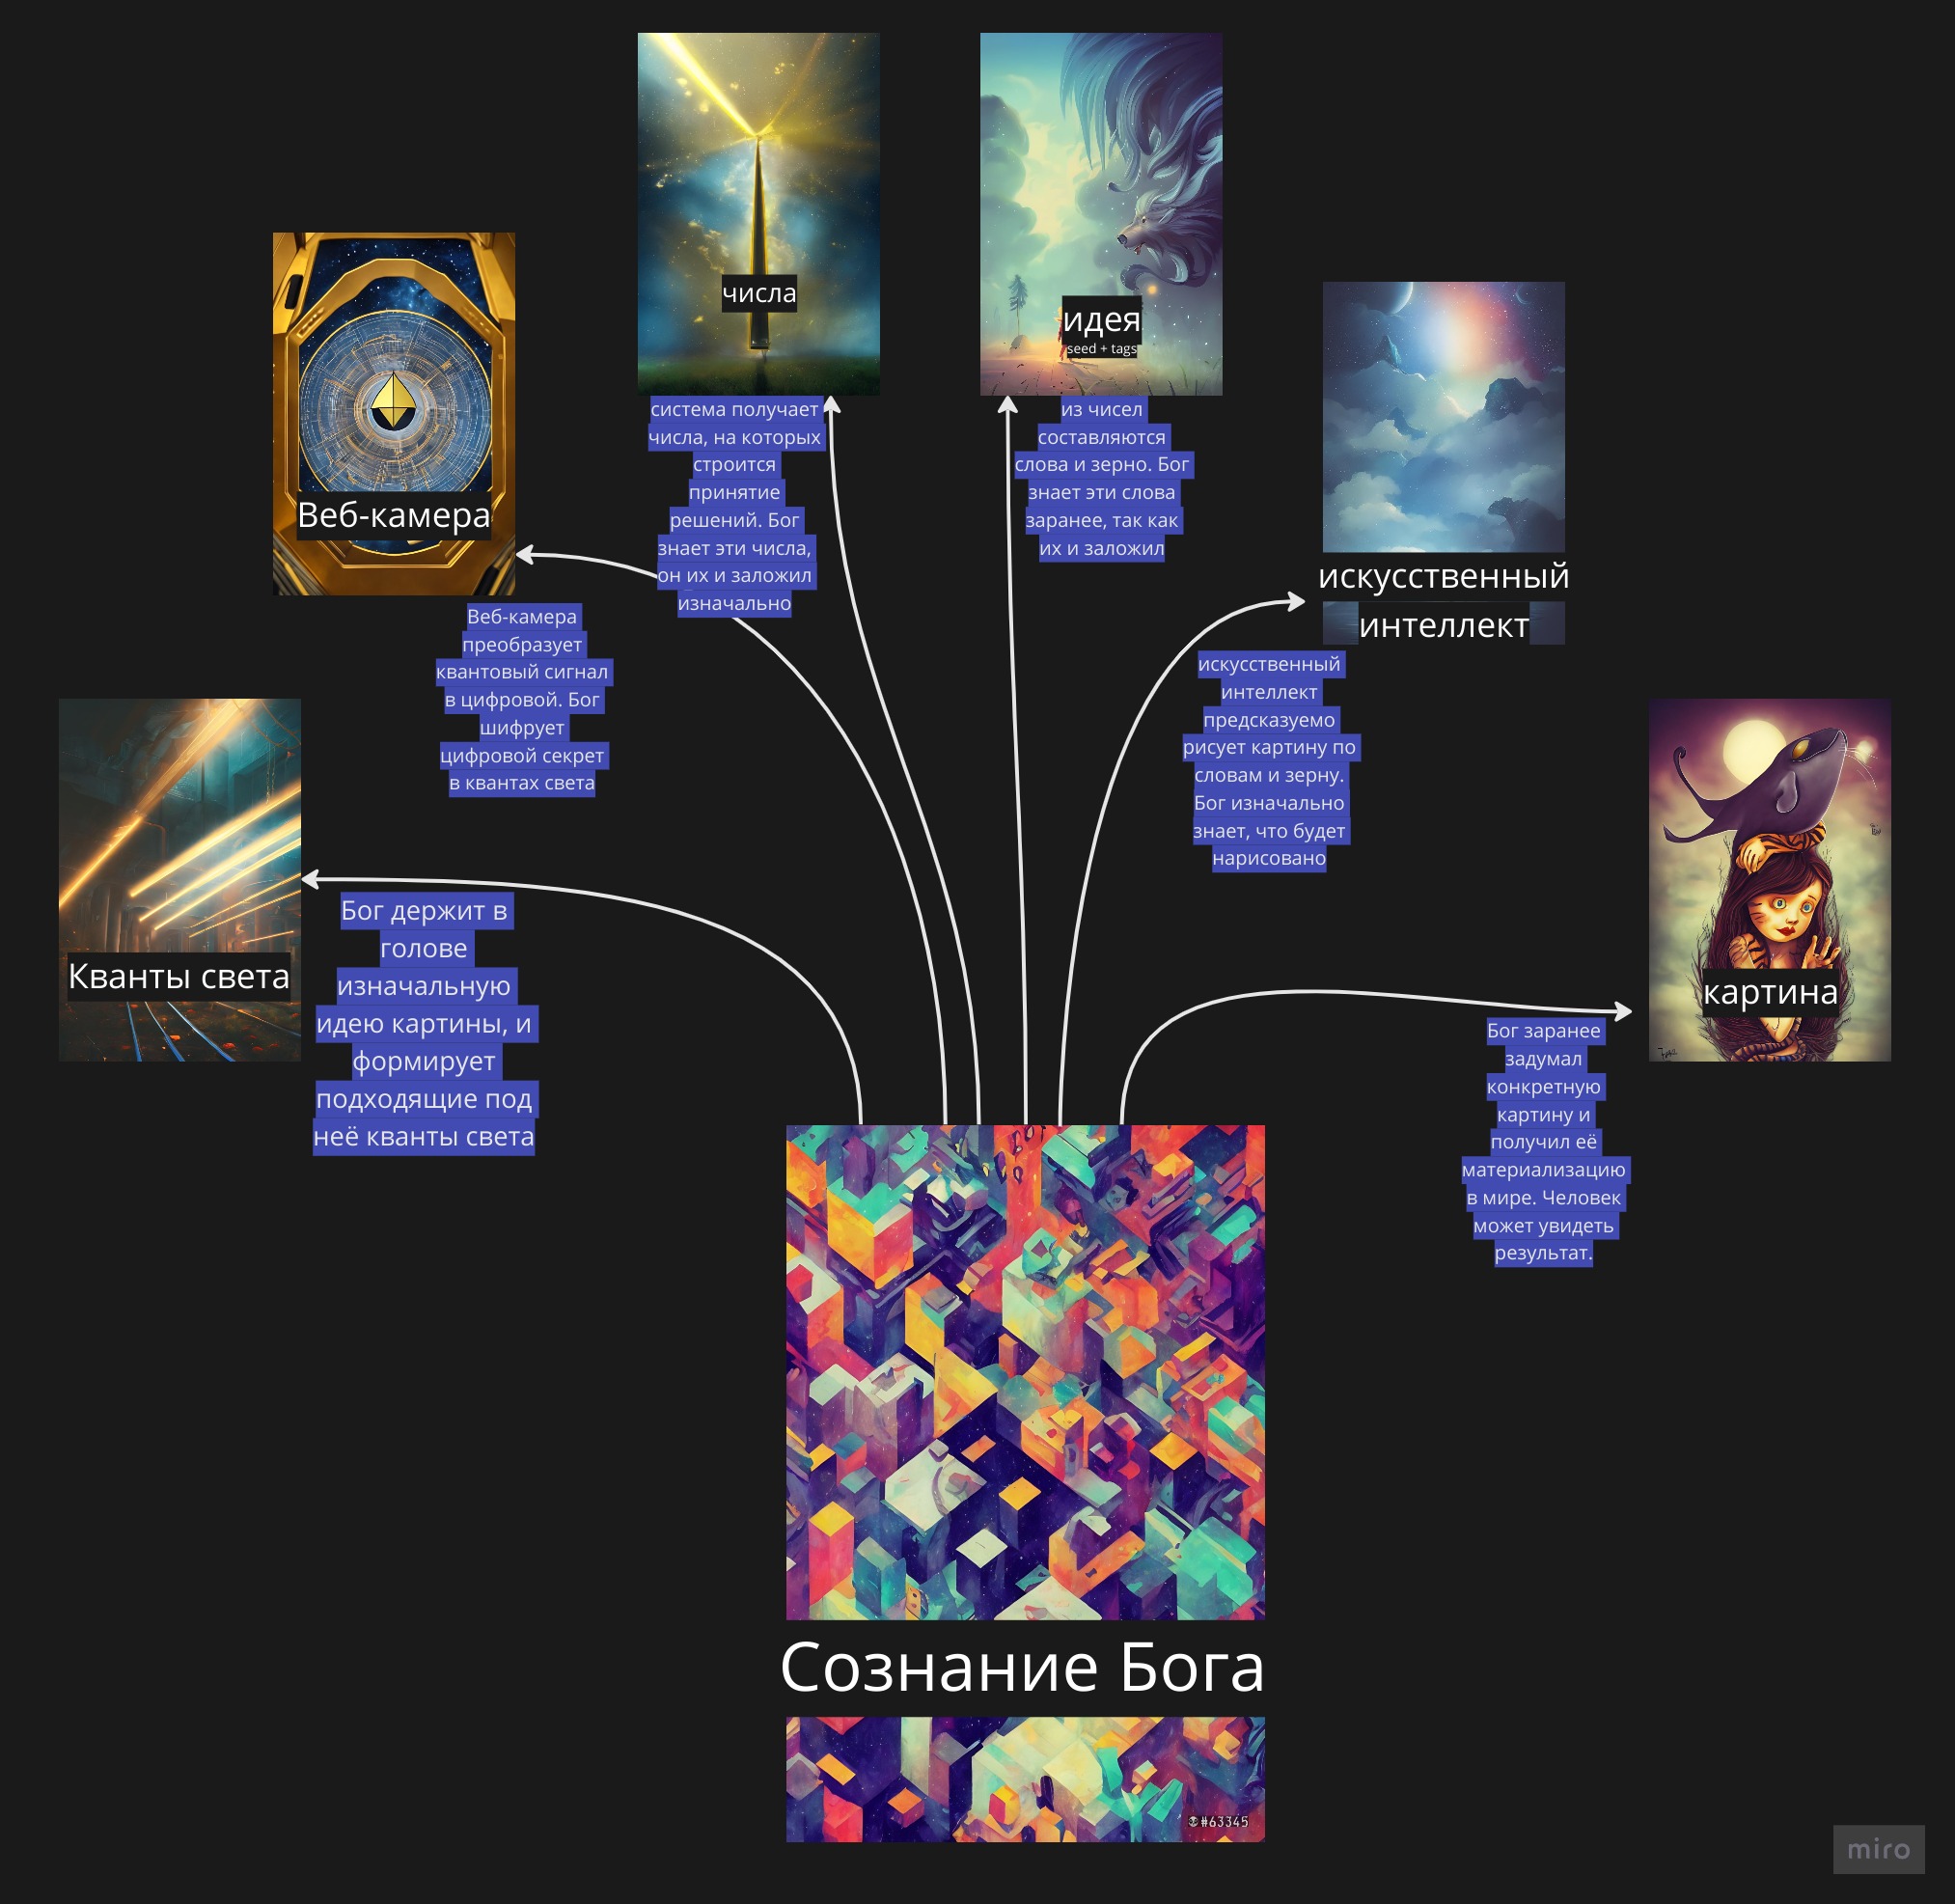 числа
система получает
числа, на которых
строится
принятие
решений. Бог
знает эти числа,
он их и заложил
изначально
идея
seed + tags
из чисел
составляются
слова и зерно. Бог
знает эти слова
заранее, так как
их и заложил
Веб-камера
Веб-камера
преобразует
квантовый сигнал
в цифровой. Бог
шифрует
цифровой секрет
в квантах света
искусственный
интеллект
искусственный
интеллект
предсказуемо
рисует картину по
словам и зерну.
Бог изначально
знает, что будет
нарисовано
Кванты света
Бог держит в
голове
изначальную
идею картины, и
формирует
подходящие под
неё кванты света
картина
Бог заранее
задумал
конкретную
картину и
получил её
материализацию
в мире. Человек
может увидеть
результат.
Сознание Бога
#63345
miro